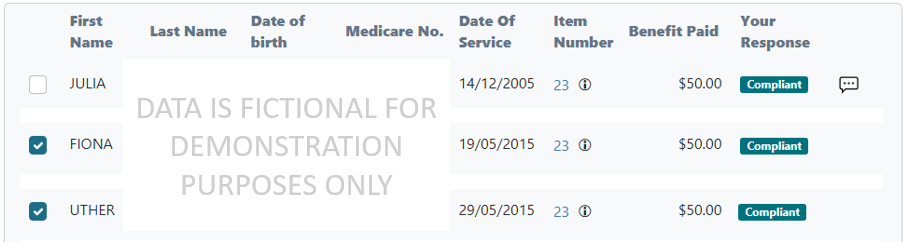 First Name Last Name Date of birth Medicare No. Date Of Service Item Number Benefit Paid Your Response
JULIA 14/12/2005 23 $50.00 Compliant
FIONA 19/05/2015 23 $50.00 Compliant
UTHER 29/05/2015 23 $50.00 Compliant
DATA IS FICTIONAL FOR
DEMONSTRATION
PURPOSES ONLY